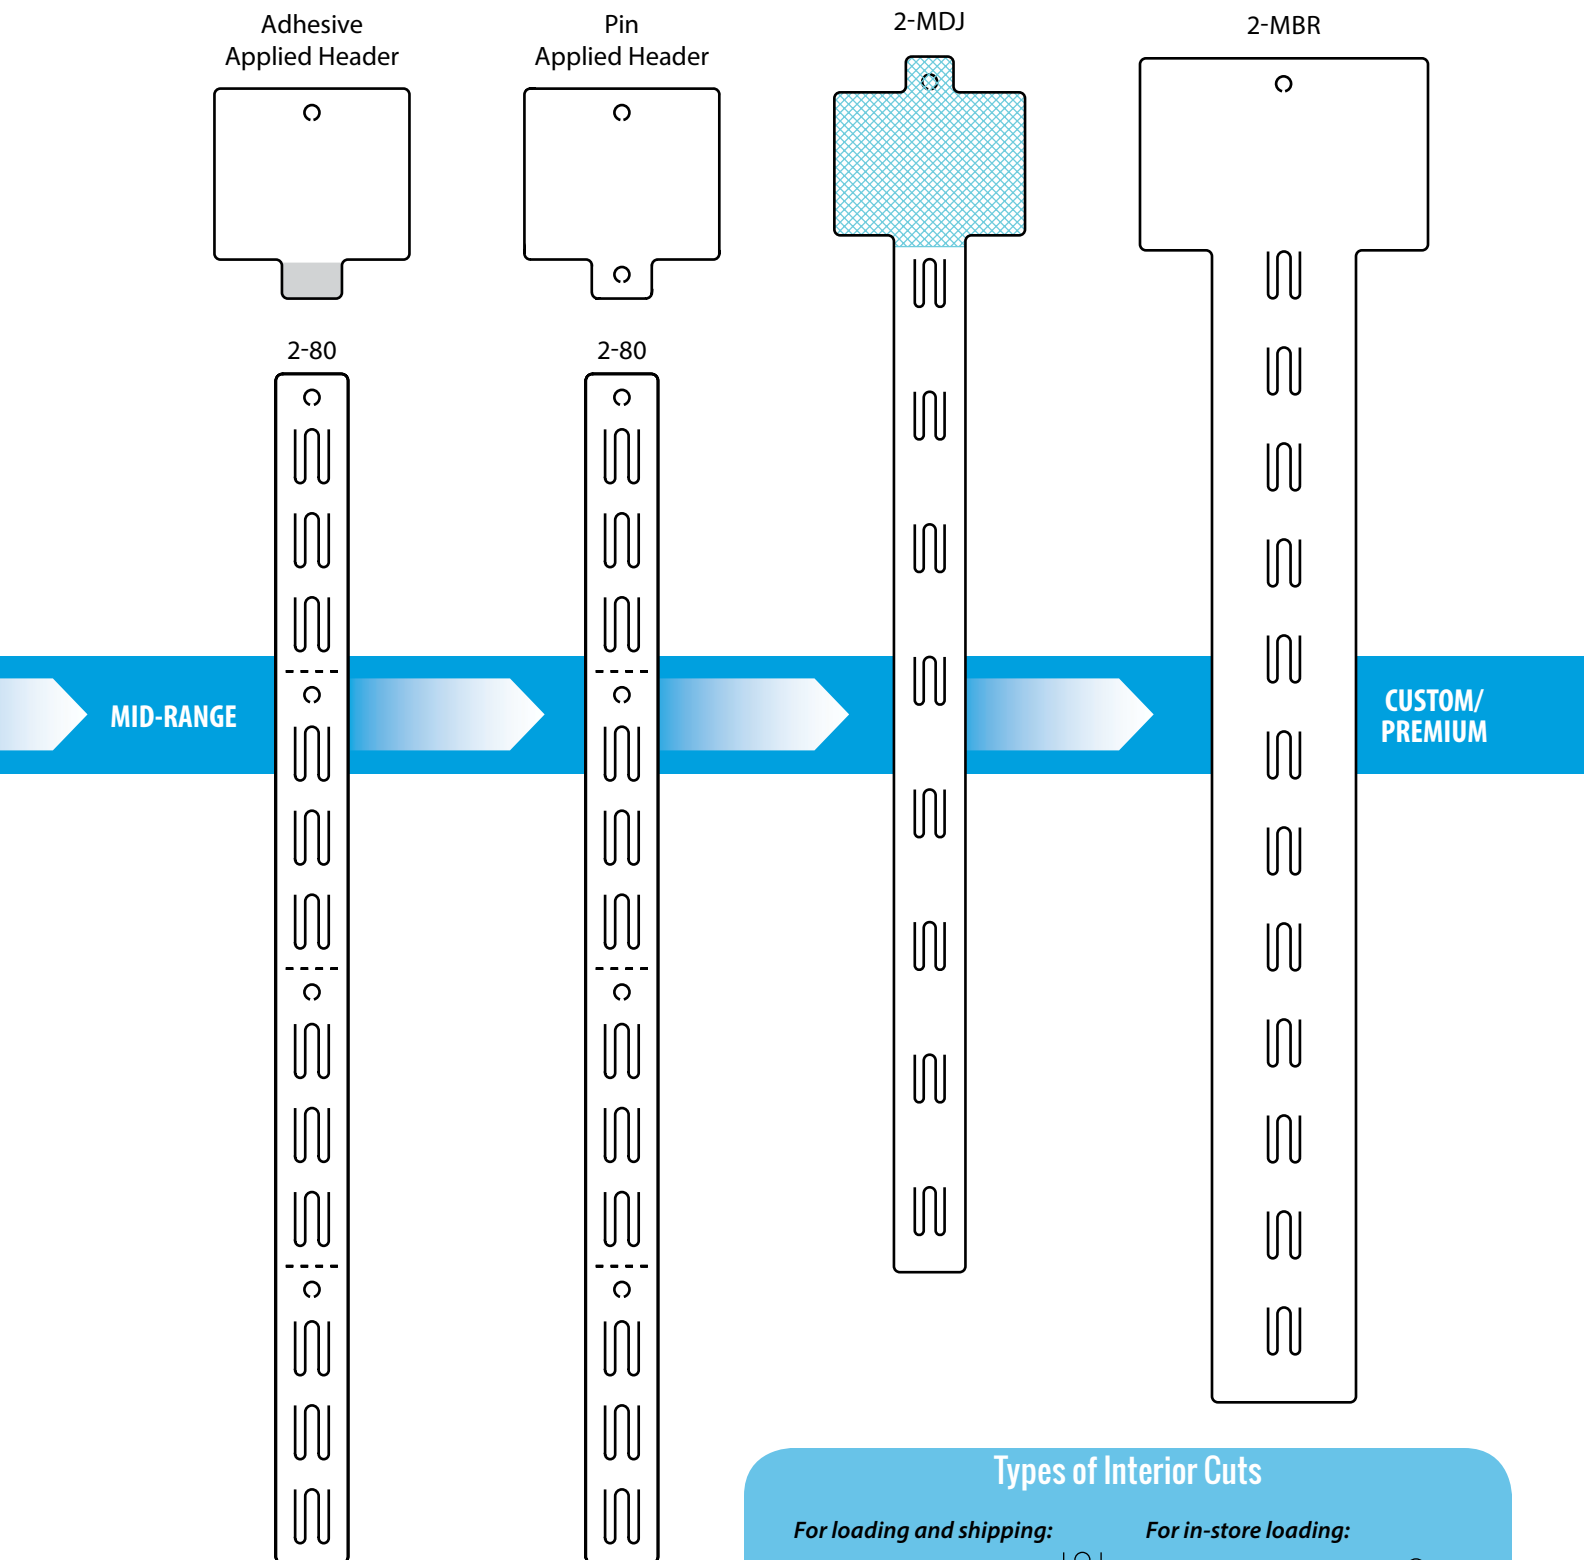 Adhesive
Applied Header
Pin
Applied Header
2-MDJ
2-MBR
2-80
2-80
MID-RANGE
CUSTOM/
PREMIUM
Types of Interior Cuts
For loading and shipping:
For in-store loading: